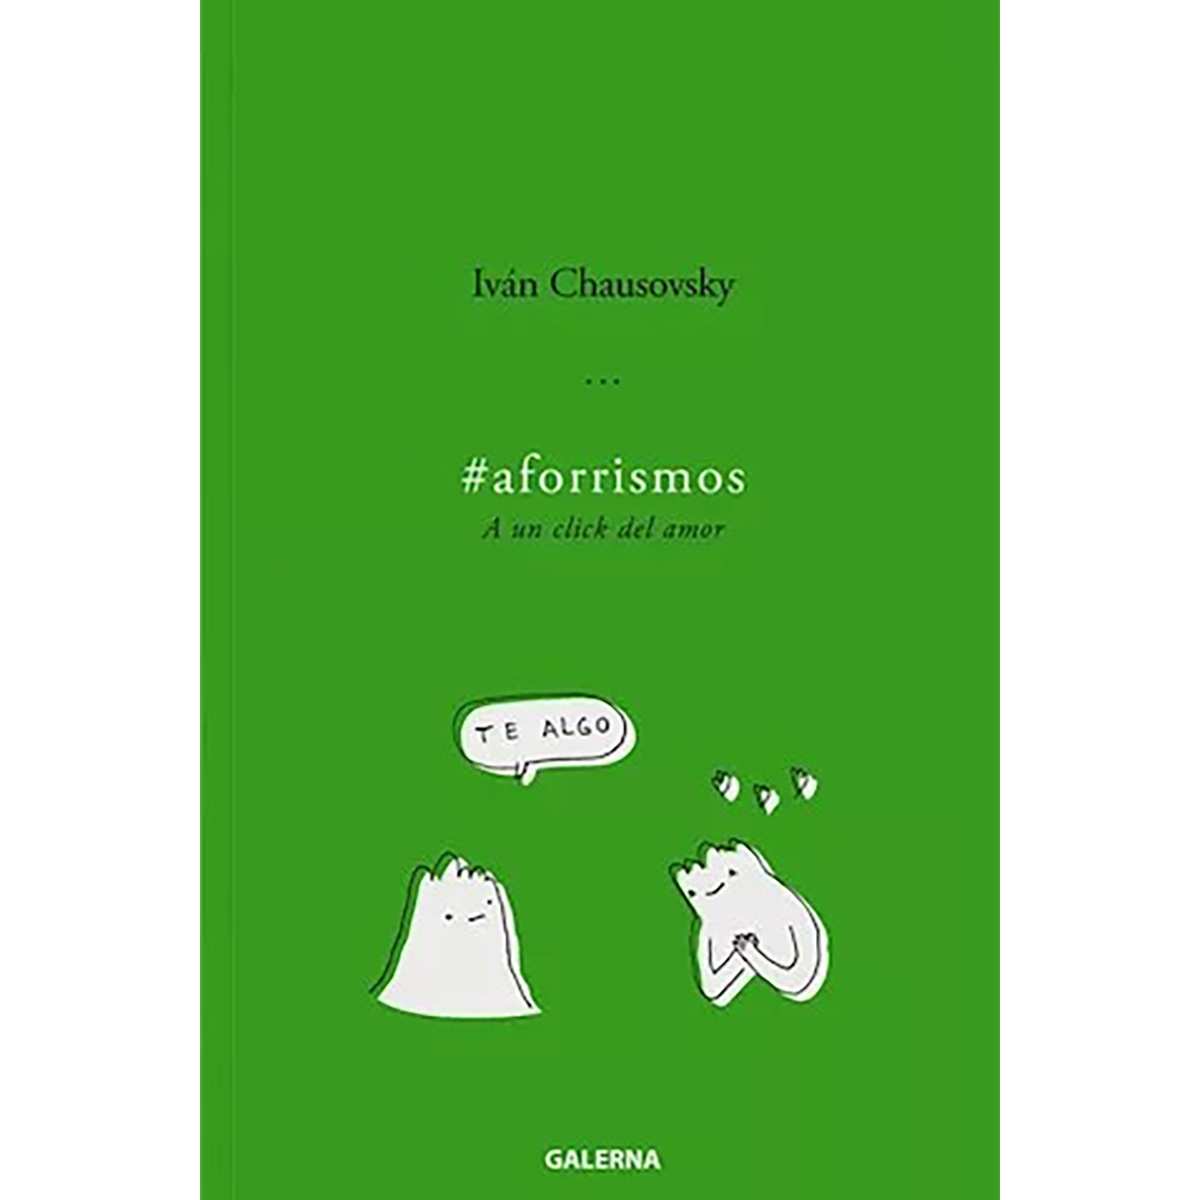 Iván Chausovsky
...
#aforrismos
A un click del amor
TE ALGO
GALERNA